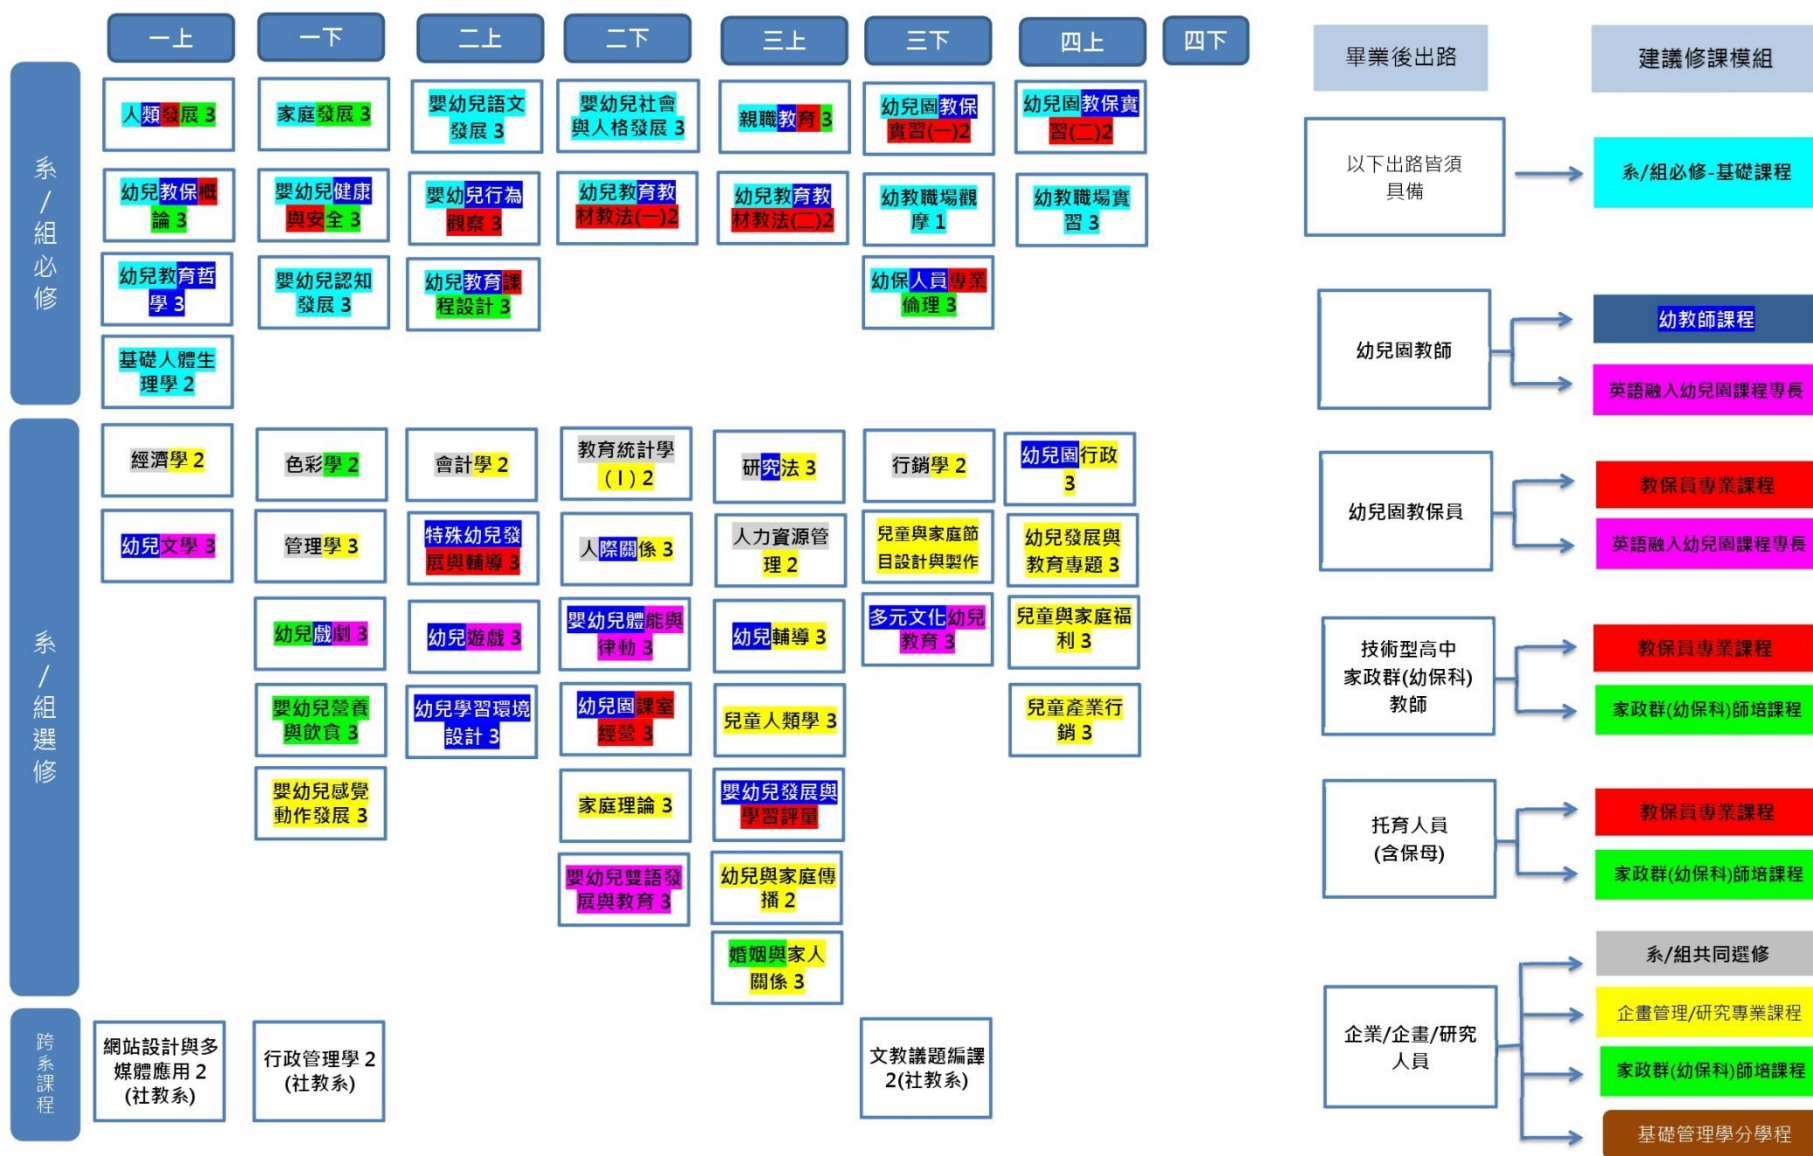 一上
一下
二上
二下
三上
三下
四上
四下
系/組必修
人類發展 3
家庭發展 3
嬰幼兒語文
發展 3
嬰幼兒社會
與人格發展 3
親職教育 3
幼兒園教保
實習(一)2
幼兒園教保實
習(二)2
幼兒教保概
論 3
嬰幼兒健康
與安全 3
嬰幼兒行為
觀察 3
幼兒教育教
材教法(一)2
幼兒教育教
材教法(二)2
幼教職場觀
摩 1
幼教職場實
習 3
幼兒教育哲
學 3
嬰幼兒認知
發展 3
幼兒教育課
程設計 3
幼保人員專業
倫理 3
基礎人體生
理學 2
系/組選修
經濟學 2
色彩學 2
會計學 2
教育統計學
(I) 2
研究法 3
行銷學 2
幼兒園行政
3
幼兒文學 3
管理學 3
特殊幼兒發
展與輔導 3
人際關係 3
人力資源管
理 2
兒童與家庭節
目設計與製作
幼兒發展與
教育專題 3
幼兒戲劇 3
幼兒遊戲 3
嬰幼兒體能與
律動 3
幼兒輔導 3
多元文化幼兒
教育 3
兒童與家庭福
利 3
嬰幼兒營養
與飲食 3
幼兒學習環境
設計 3
幼兒園課室
經營 3
兒童人類學 3
兒童產業行
銷 3
嬰幼兒感覺
動作發展 3
家庭理論 3
嬰幼兒發展與
學習評量
嬰幼兒雙語發
展與教育 3
幼兒與家庭傳
播 2
婚姻與家人
關係 3
跨系課程
網站設計與多
媒體應用 2
(社教系)
行政管理學 2
(社教系)
文教議題編譯
2(社教系)
畢業後出路
建議修課模組
以下出路皆須
具備
系/組必修-基礎課程
幼兒園教師
幼教師課程
英語融入幼兒園課程專長
幼兒園教保員
教保員專業課程
英語融入幼兒園課程專長
技術型高中
家政群(幼保科)
教師
教保員專業課程
家政群(幼保科)師培課程
托育人員
(含保母)
教保員專業課程
家政群(幼保科)師培課程
企業/企畫/研究
人員
系/組共同選修
企畫管理/研究專業課程
家政群(幼保科)師培課程
基礎管理學分學程